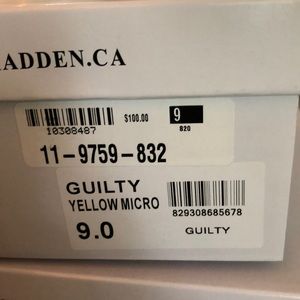 ADDEN.CA
10308487
$100.00
9
820
11-9759-832
GUILTY
YELLOW MICRO
9.0
829308685678
GUILTY